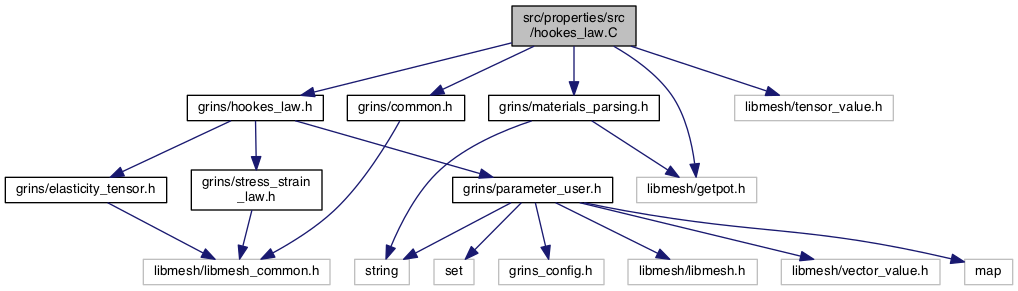 src/properties/src
/hookes_law.C
grins/hookes_law.h
grins/common.h
grins/materials_parsing.h
libmesh/tensor_value.h
grins/elasticity_tensor.h
grins/stress_strain
_law.h
grins/parameter_user.h
libmesh/getpot.h
libmesh/libmesh_common.h
string
set
grins_config.h
libmesh/libmesh.h
libmesh/vector_value.h
map